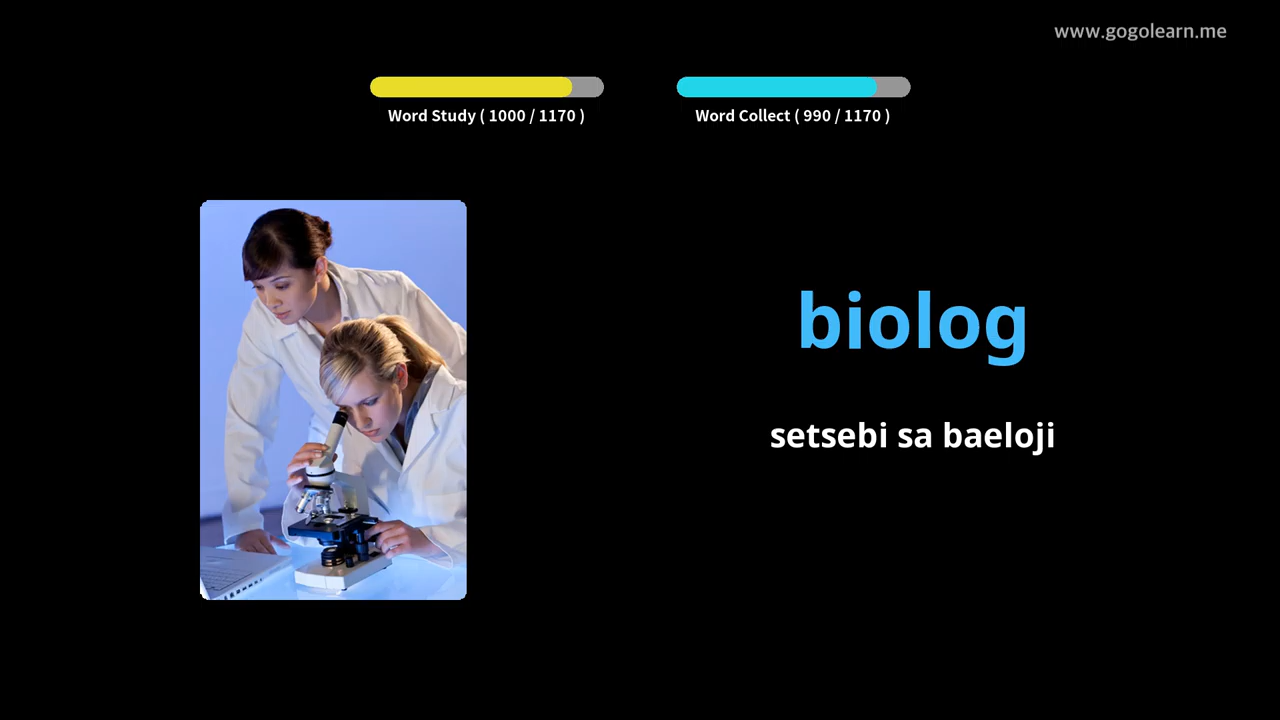 www.gogolearn.me
Word Study ( 1000 / 1170 )
Word Collect ( 990 / 1170 )
biolog
setsebi sa baeloji